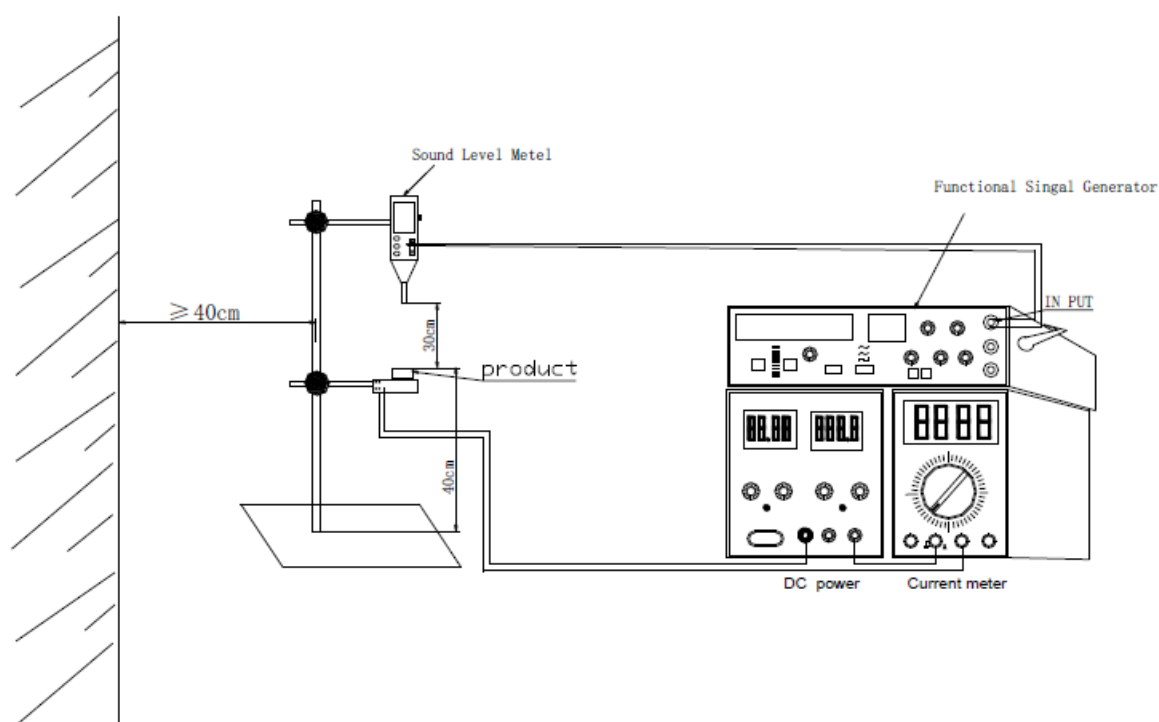 Sound Level Metel
Functional Singal Generator
IN PUT
≥40cm
30cm
product
40cm
DC power
Current meter